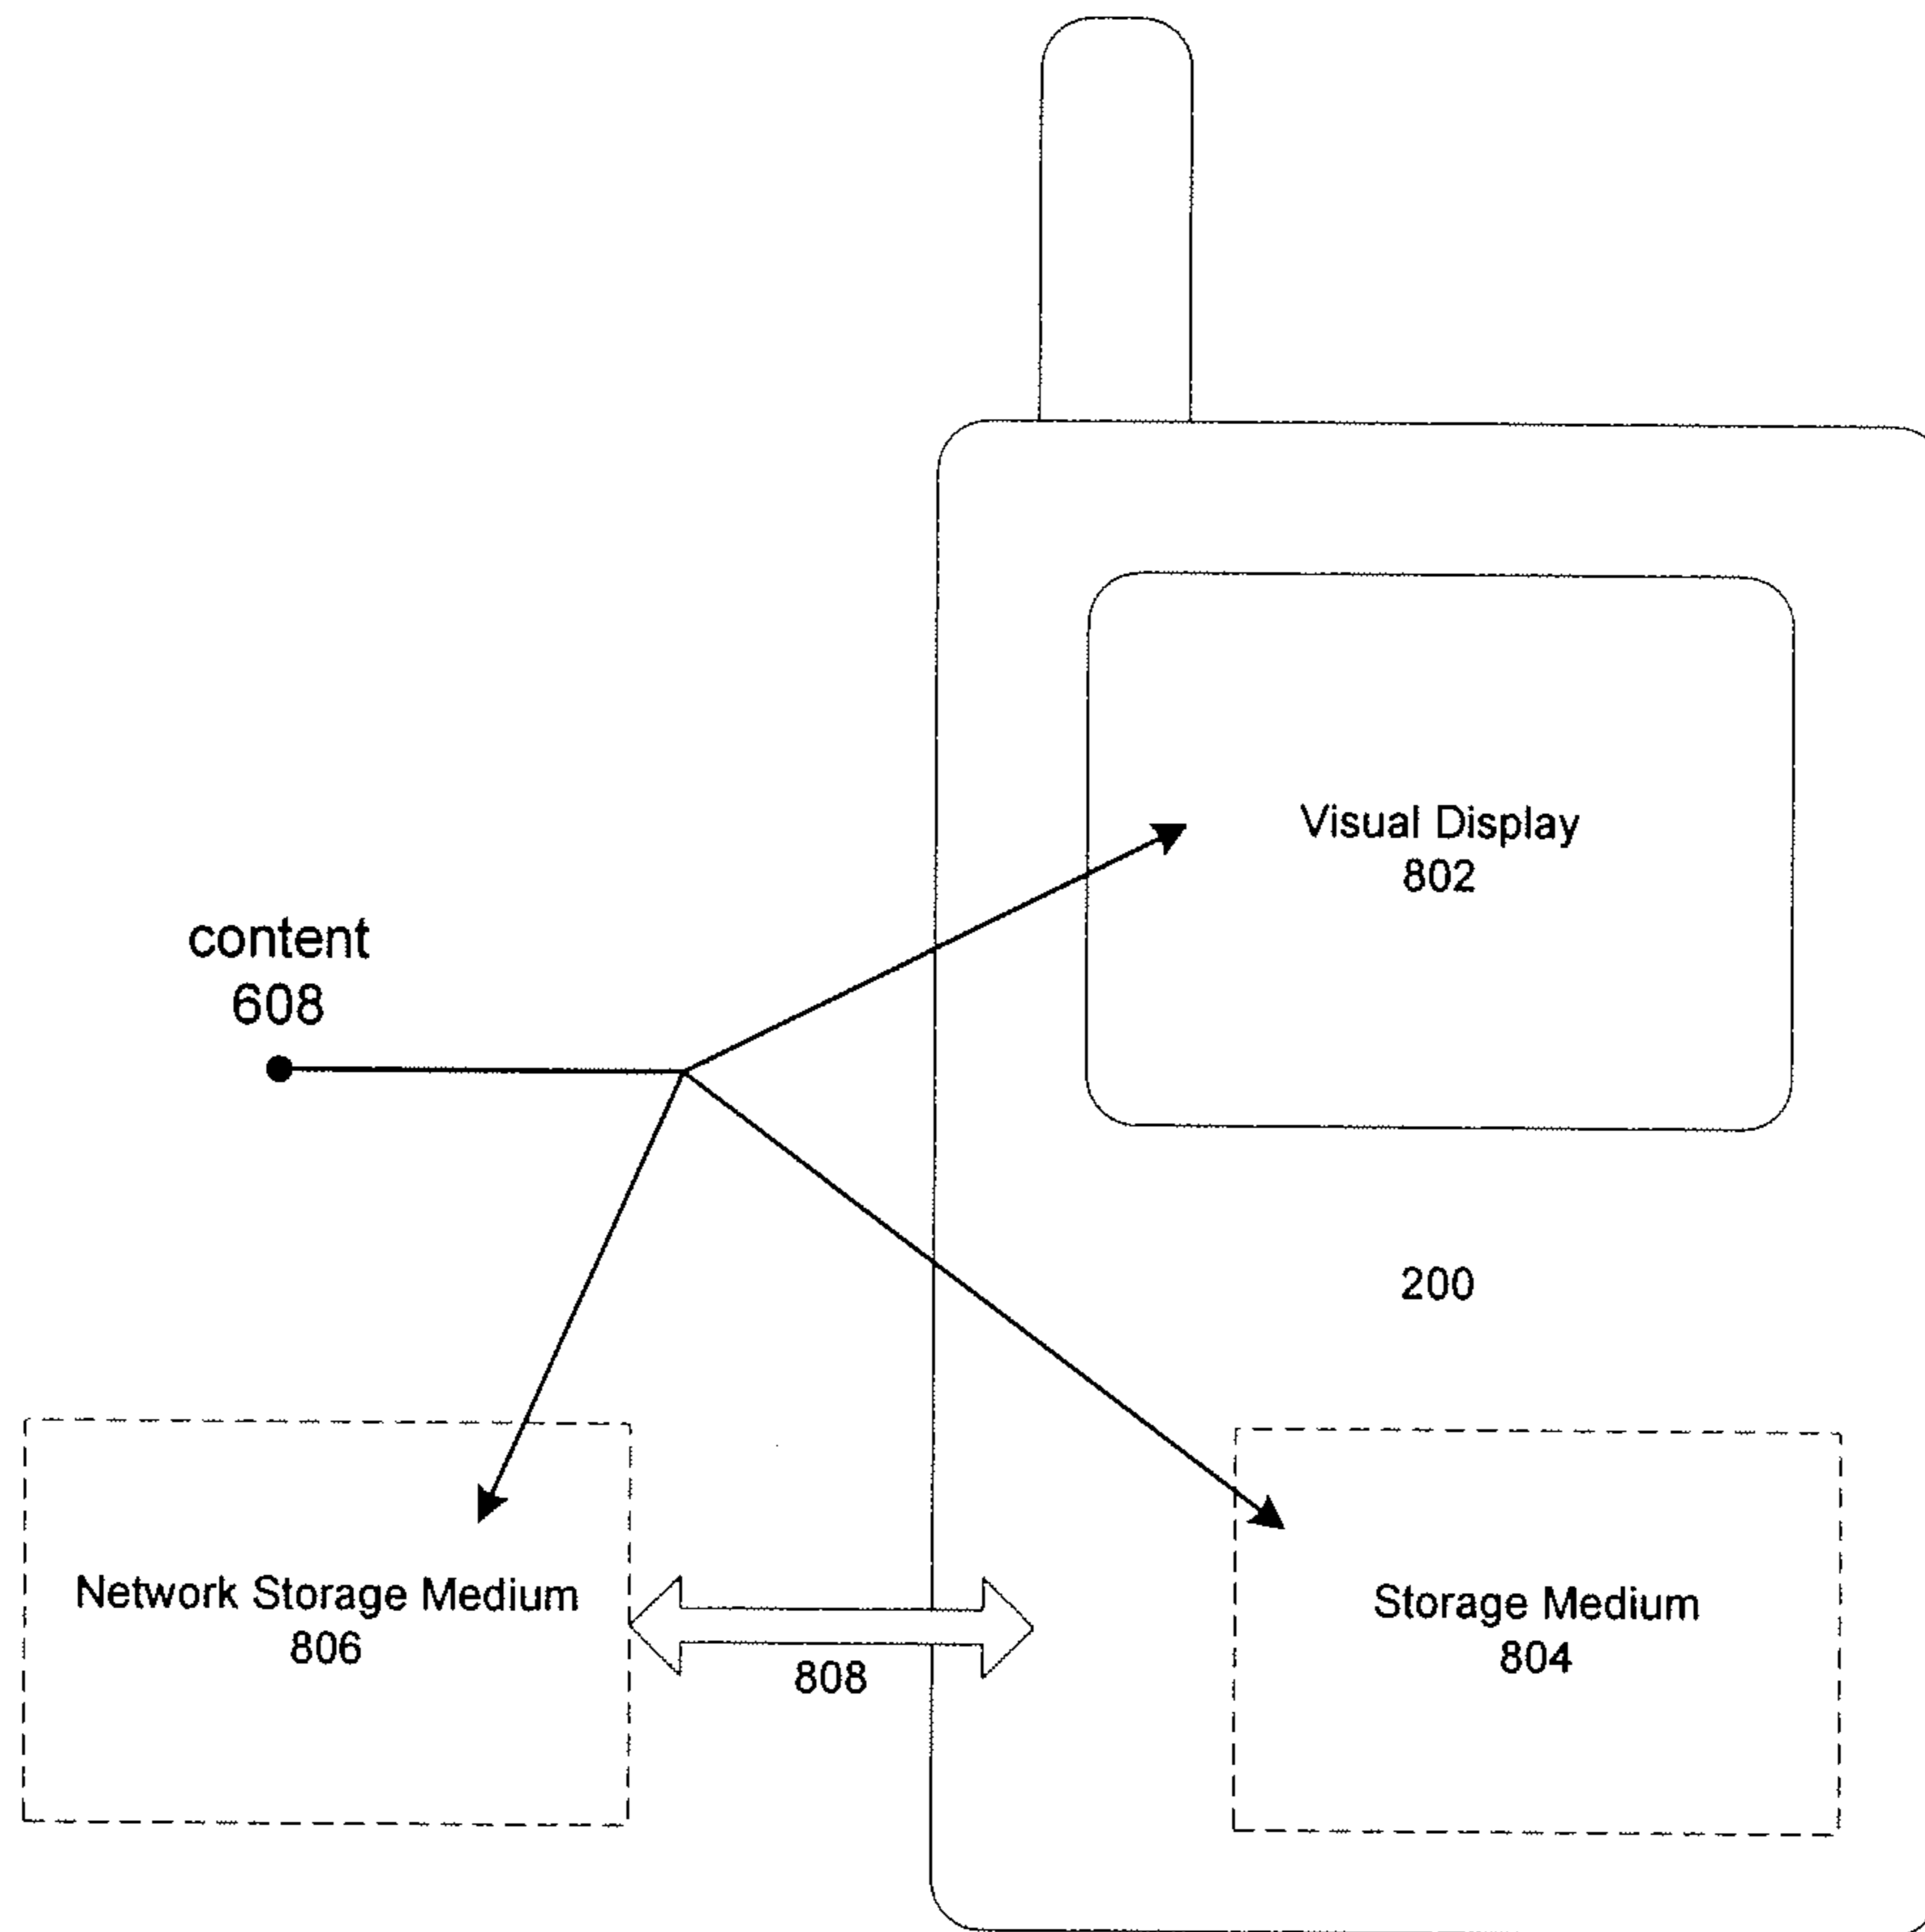 Visual Display
802
content
608
200
Network Storage Medium
806
808
Storage Medium
804